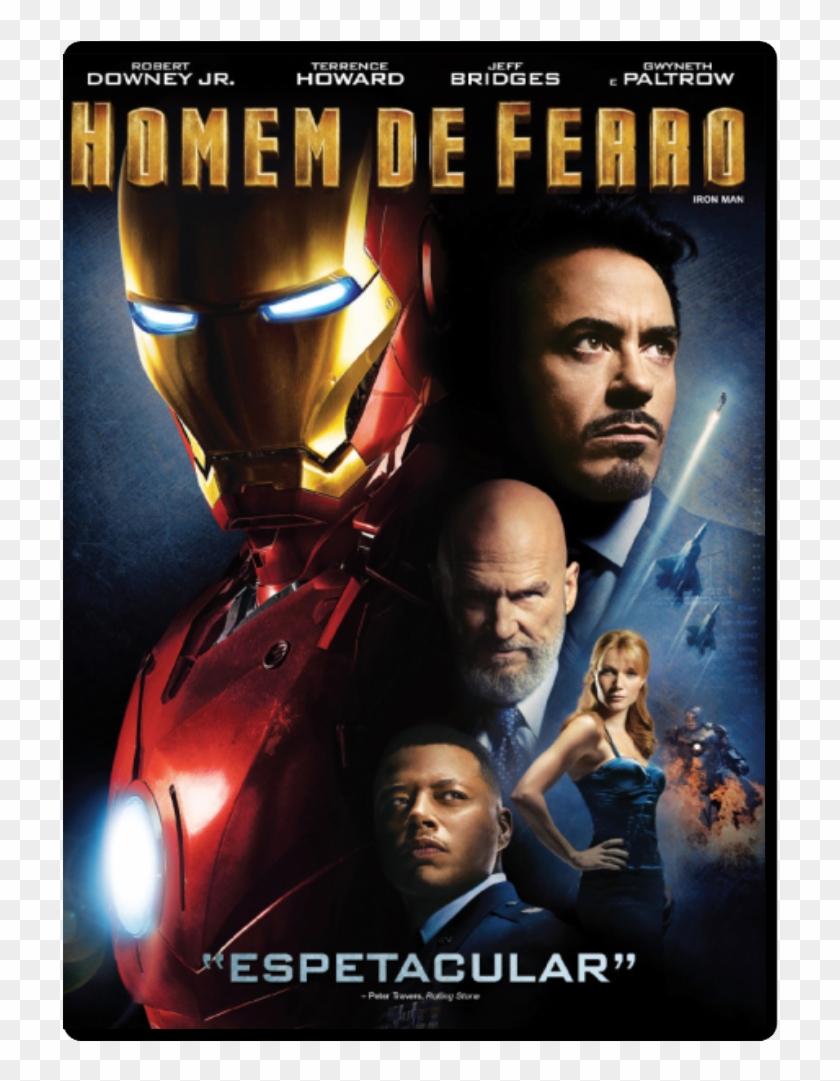 ROBERT TERRENCE JEFF GWYNETH
DOWNEY JR. HOWARD BRIDGES E PALTROW
HOMEM DE FERRO
IRON MAN
"ESPETACULAR"
– Peter Travers, Rolling Stone